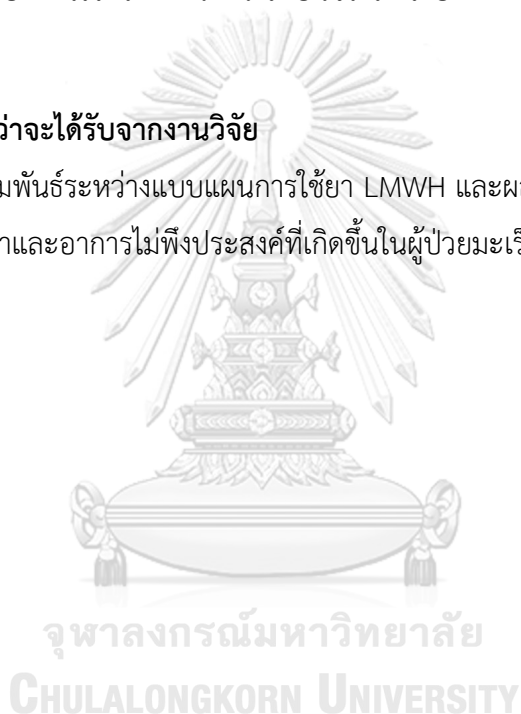 ว่าจะได้รับจากงานวิจัย
มพันธ์ระหว่างแบบแผนการใช้ยา LMWH และผ
าและอาการไม่พึงประสงค์ที่เกิดขึ้นในผู้ป่วยมะเร็
จุฬาลงกรณ์มหาวิทยาลัย
CHULALONGKORN UNIVERSITY